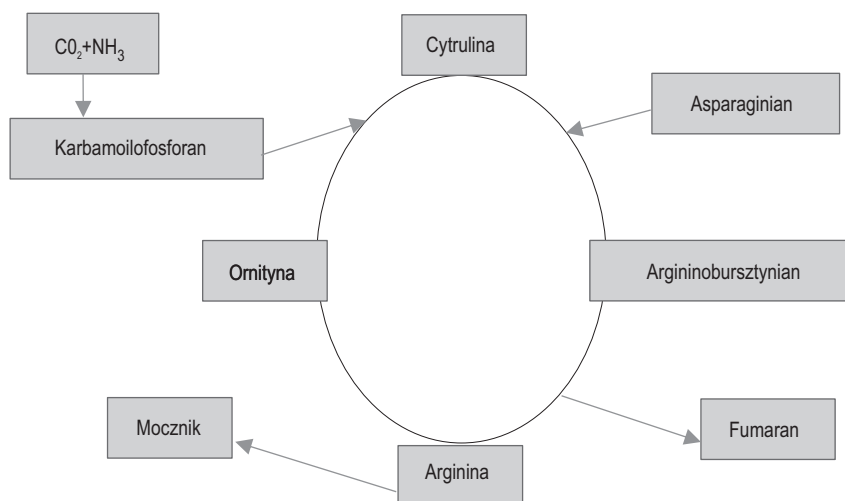 C0₂+NH₃
Cytrulina
Asparaginian
Karbamoilofosforan
Ornityna
Argininobursztynian
Mocznik
Fumaran
Arginina